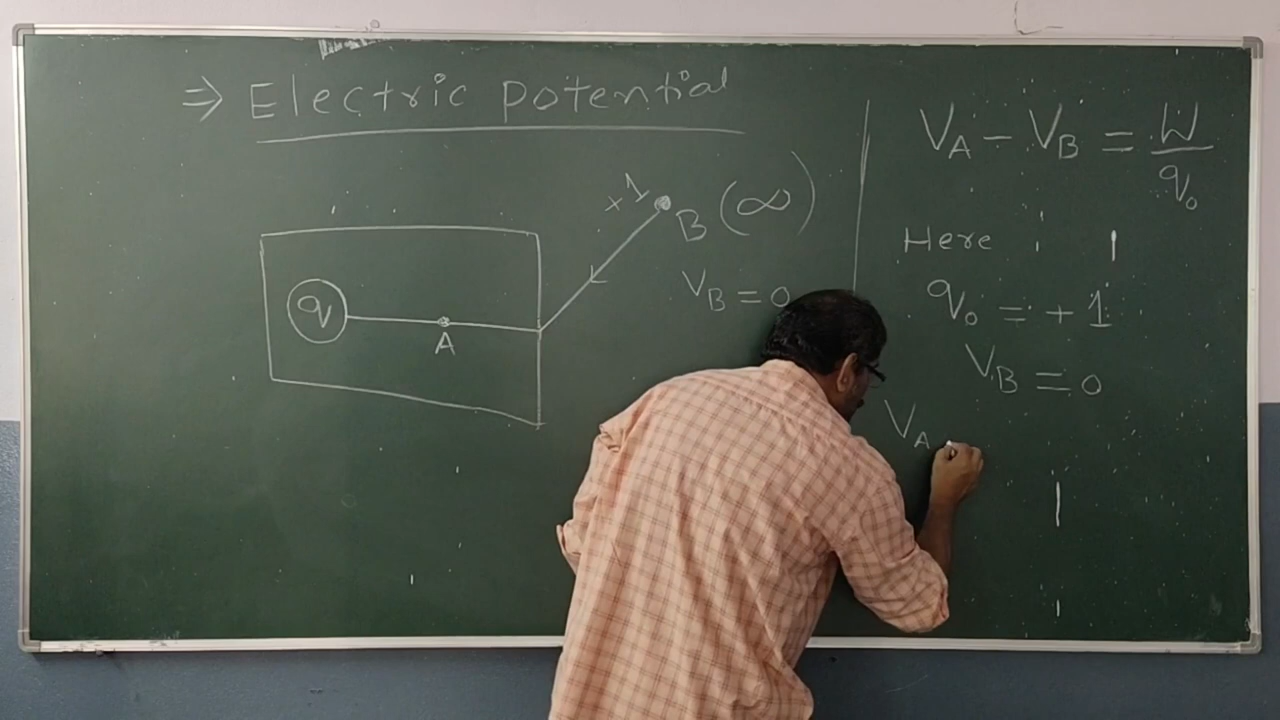 ⇒ Electric potential
+1
B (∞)
V_B = 0
q
A
V_A - V_B = W/q_0
Here
q_0 = + 1
V_B = 0
V_A